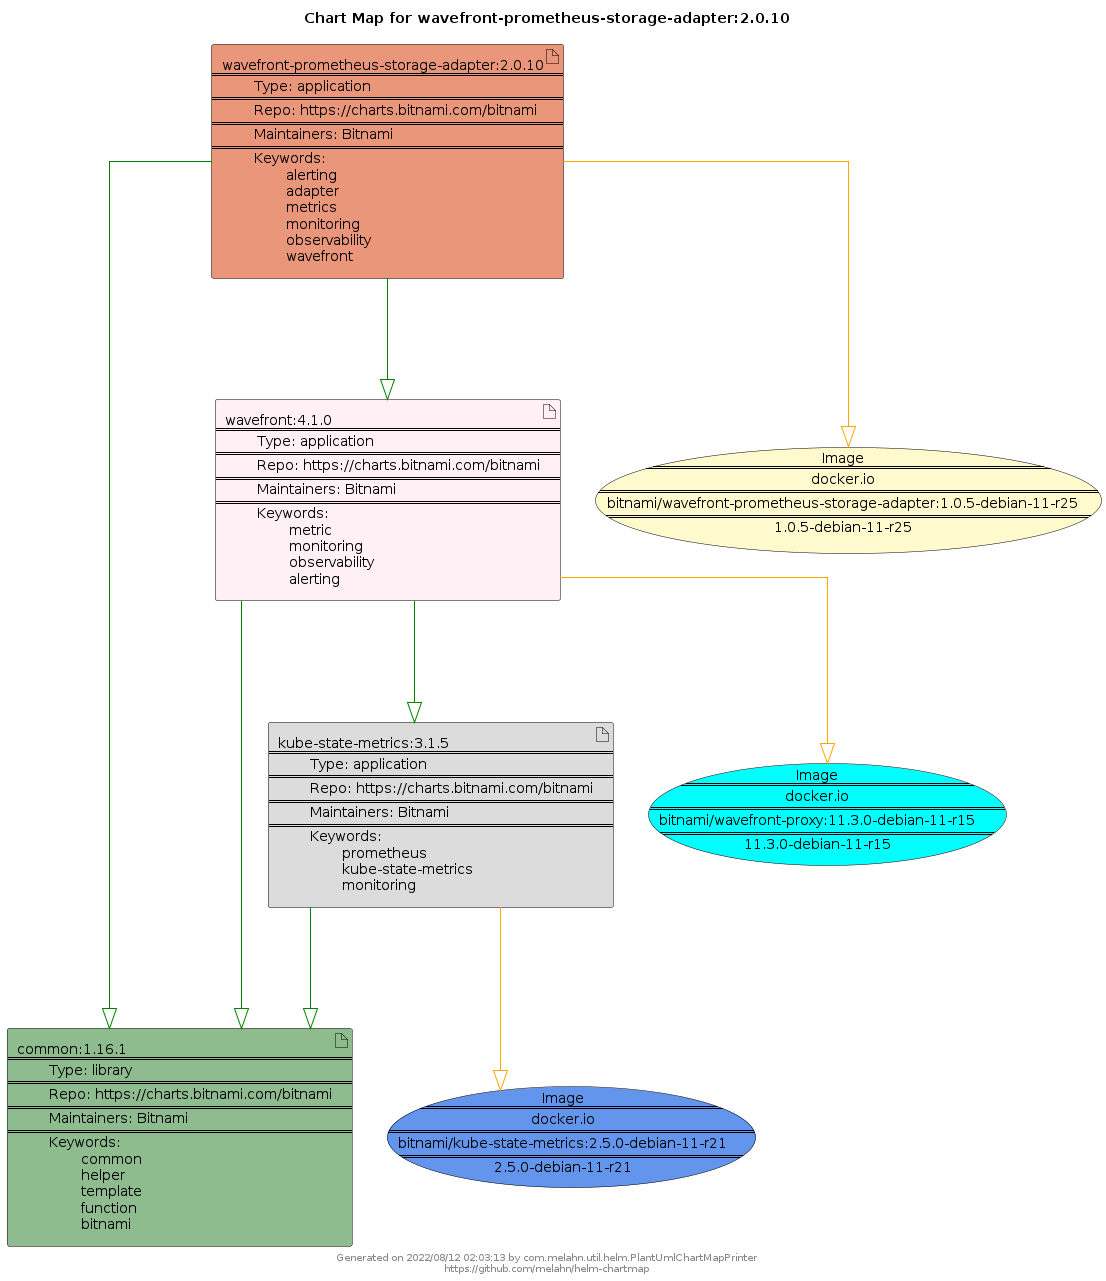 Chart Map for wavefront-prometheus-storage-adapter:2.0.10
wavefront-prometheus-storage-adapter:2.0.10
Type: application
Repo: https://charts.bitnami.com/bitnami
Maintainers: Bitnami
Keywords:
alerting
adapter
metrics
monitoring
observability
wavefront
wavefront:4.1.0
Type: application
Repo: https://charts.bitnami.com/bitnami
Maintainers: Bitnami
Keywords:
metric
monitoring
observability
alerting
Image
docker.io
bitnami/wavefront-prometheus-storage-adapter:1.0.5-debian-11-r25
1.0.5-debian-11-r25
kube-state-metrics:3.1.5
Type: application
Repo: https://charts.bitnami.com/bitnami
Maintainers: Bitnami
Keywords:
prometheus
kube-state-metrics
monitoring
Image
docker.io
bitnami/wavefront-proxy:11.3.0-debian-11-r15
11.3.0-debian-11-r15
common:1.16.1
Type: library
Repo: https://charts.bitnami.com/bitnami
Maintainers: Bitnami
Keywords:
common
helper
template
function
bitnami
Image
docker.io
bitnami/kube-state-metrics:2.5.0-debian-11-r21
2.5.0-debian-11-r21
Generated on 2022/08/12 02:03:13 by com.melahn.util.helm.PlantUmlChartMapPrinter
https://github.com/melahn/helm-chartmap